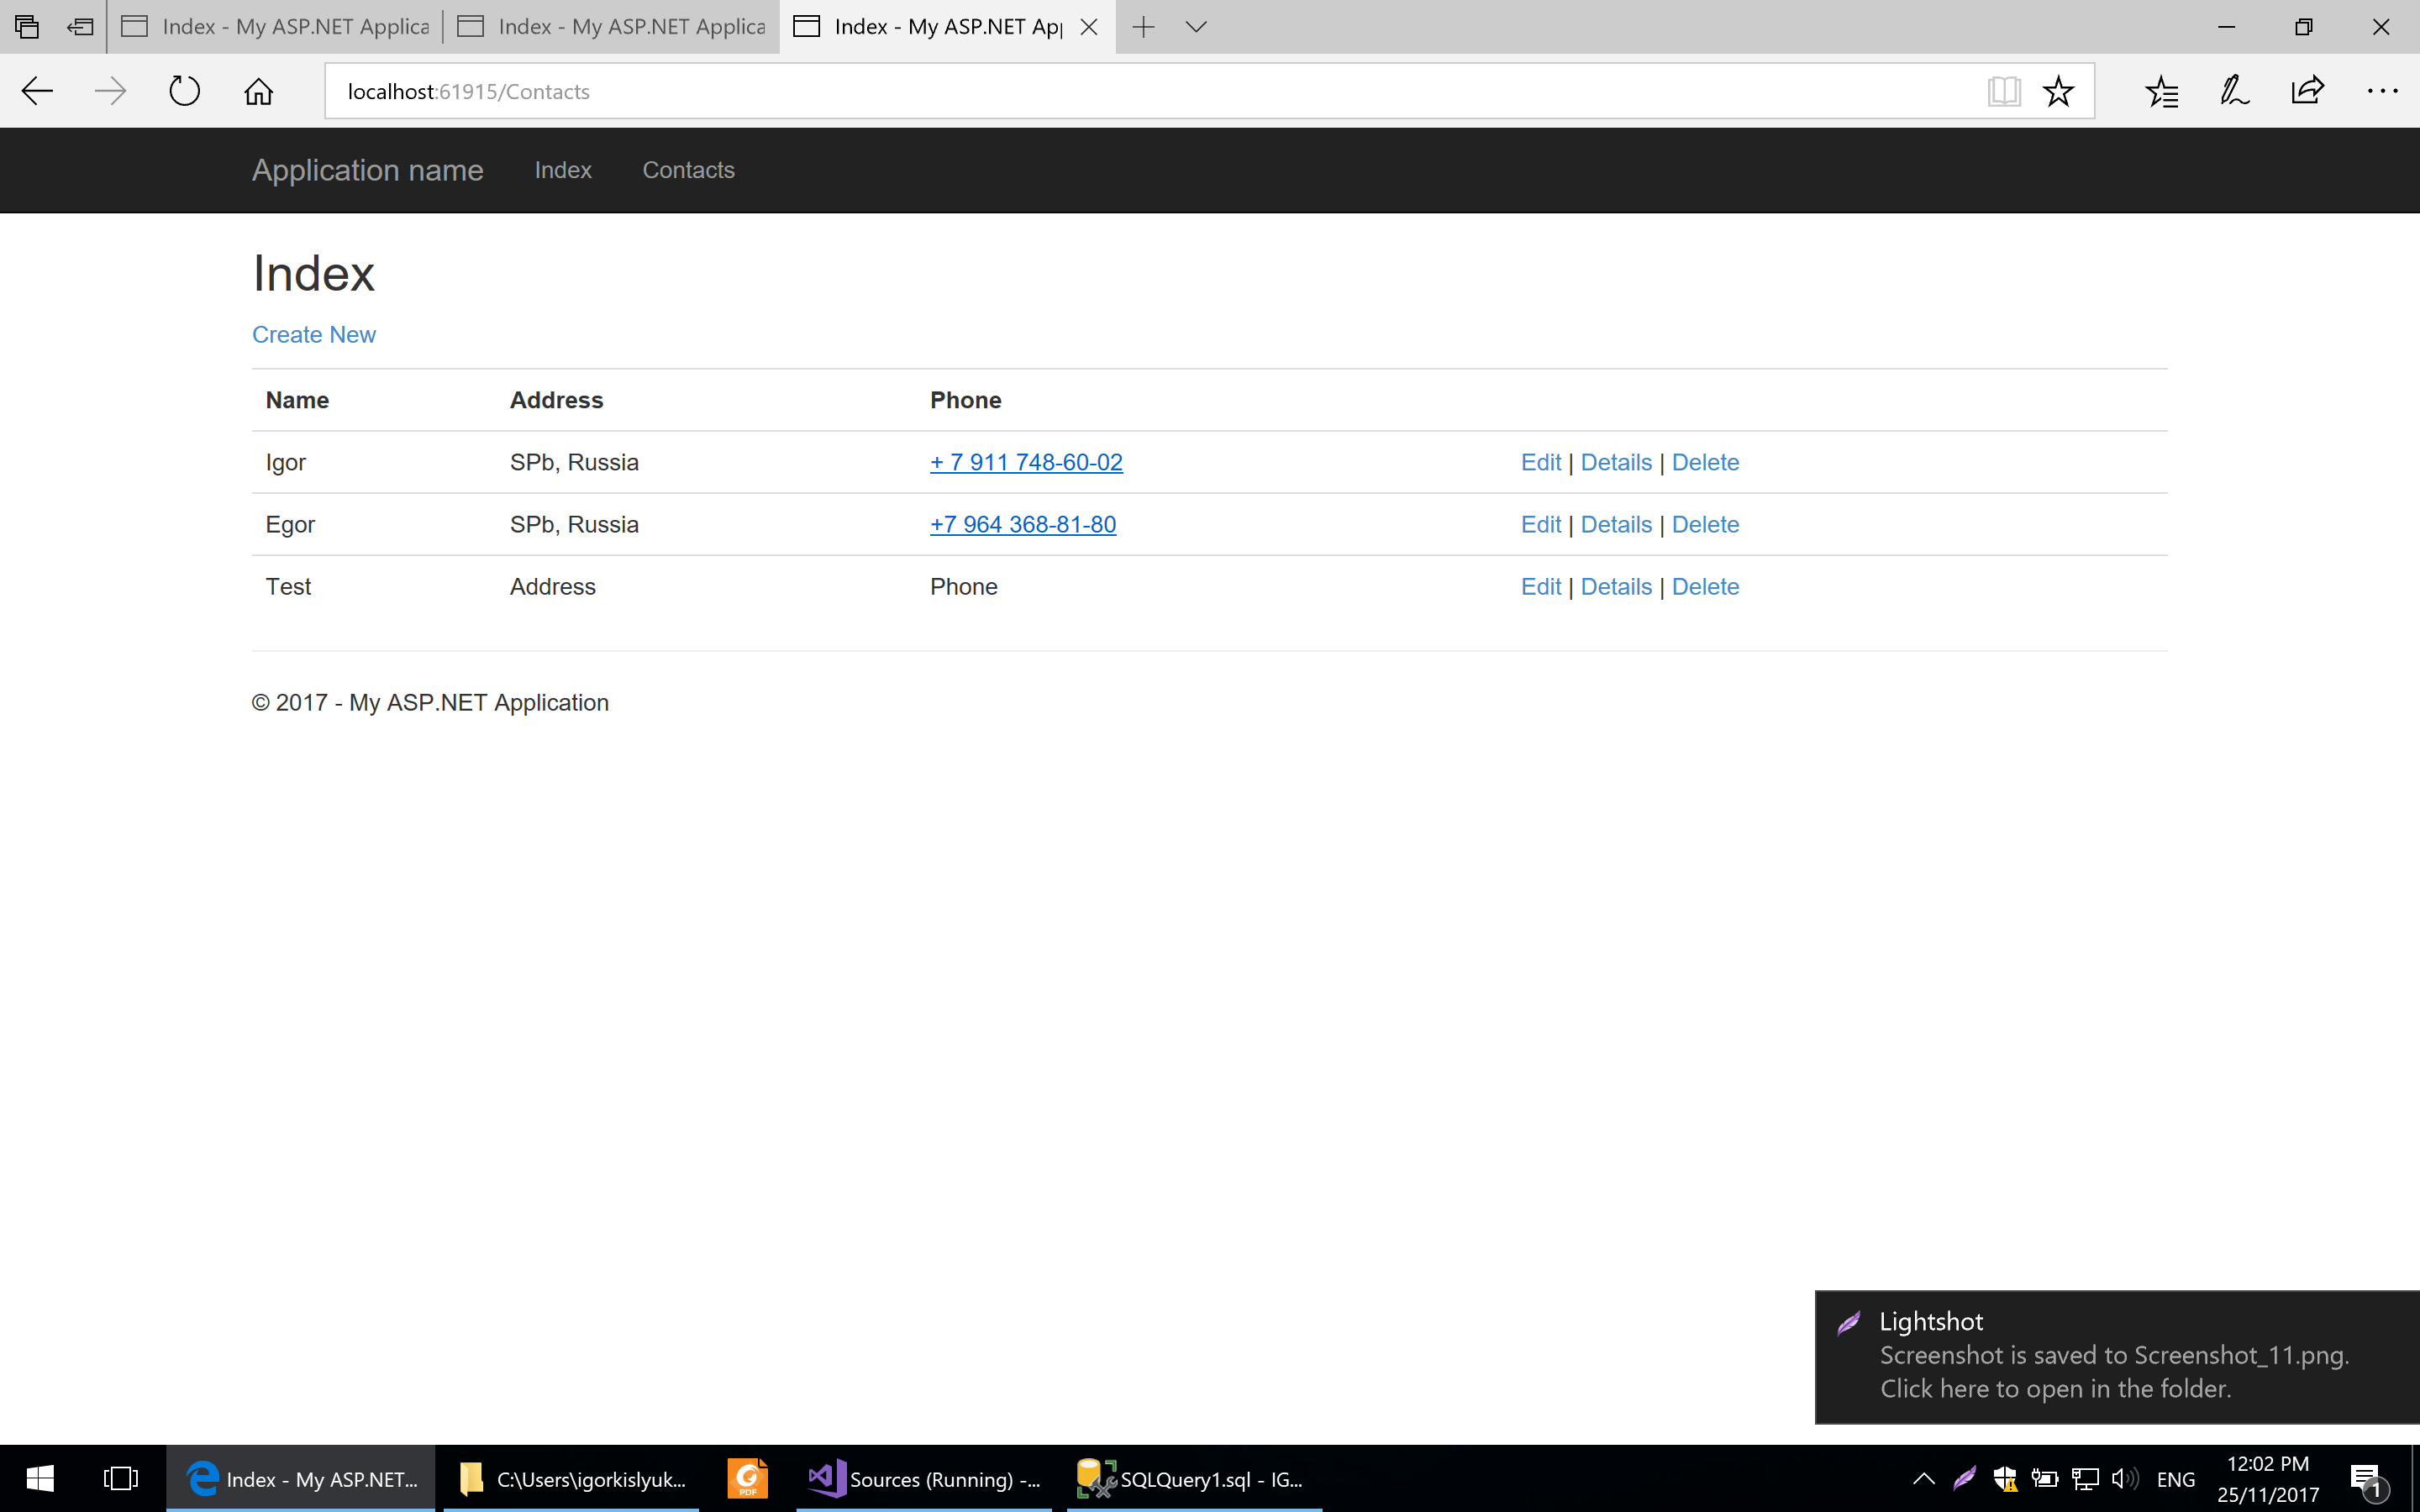 Index - My ASP.NET Applica
Index - My ASP.NET Applica
Index - My ASP.NET App
localhost:61915/Contacts
Application name Index Contacts
Index
Create New
Name Address Phone
Igor SPb, Russia + 7 911 748-60-02 Edit | Details | Delete
Egor SPb, Russia +7 964 368-81-80 Edit | Details | Delete
Test Address Phone Edit | Details | Delete
© 2017 - My ASP.NET Application
Lightshot
Screenshot is saved to Screenshot_11.png.
Click here to open in the folder.
Index - My ASP.NET...
C:\Users\igorkislyuk...
PDF
Sources (Running) -...
SQLQuery1.sql - IG...
ENG
12:02 PM
25/11/2017
1